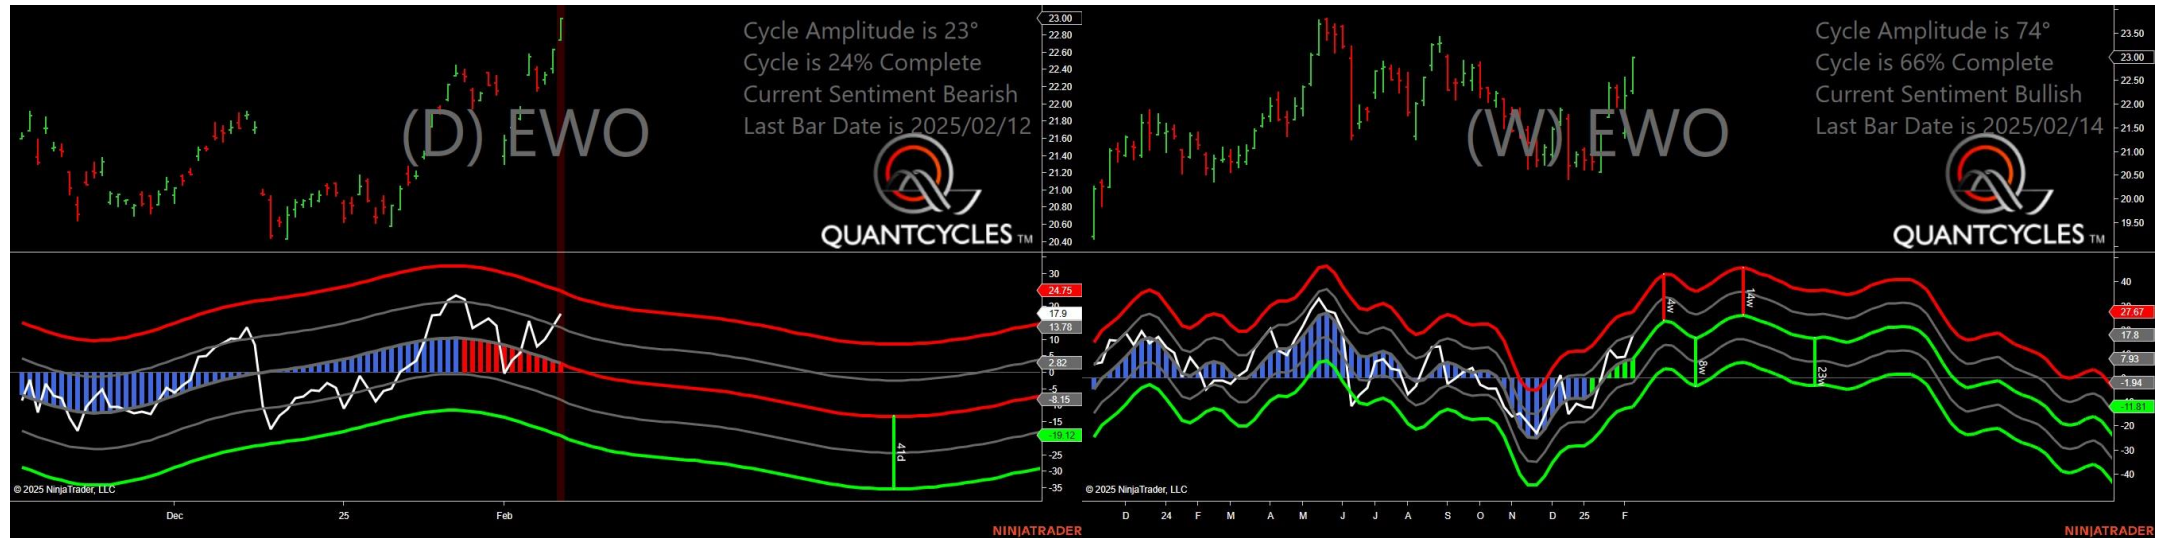 Cycle Amplitude is 23°
Cycle is 24% Complete
Current Sentiment Bearish
Last Bar Date is 2025/02/12
(D) EWO
QUANTCYCLES TM
23.00
22.80
22.60
22.40
22.20
22.00
21.80
21.60
21.40
21.20
21.00
20.80
20.60
20.40
30
24.75
17.9
13.78
10
2.82
0
-5
-8.15
-15
-19.12
-25
-30
-35
41d
© 2025 NinjaTrader, LLC
Dec
25
Feb
NINJATRADER
Cycle Amplitude is 74°
Cycle is 66% Complete
Current Sentiment Bullish
Last Bar Date is 2025/02/14
(W) EWO
QUANTCYCLES TM
23.50
23.00
22.50
22.00
21.50
21.00
20.50
20.00
19.50
40
27.67
17.8
7.93
-1.94
-11.81
-20
-30
-40
4w
14w
8w
23w
© 2025 NinjaTrader, LLC
D 24 F M A M J J A S O N D 25 F
NINJATRADER